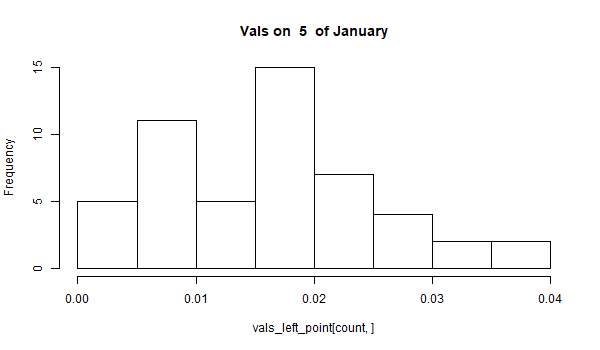 Vals on  5  of January
15
10
5
0
Frequency
0.00 0.01 0.02 0.03 0.04
vals_left_point[count, ]